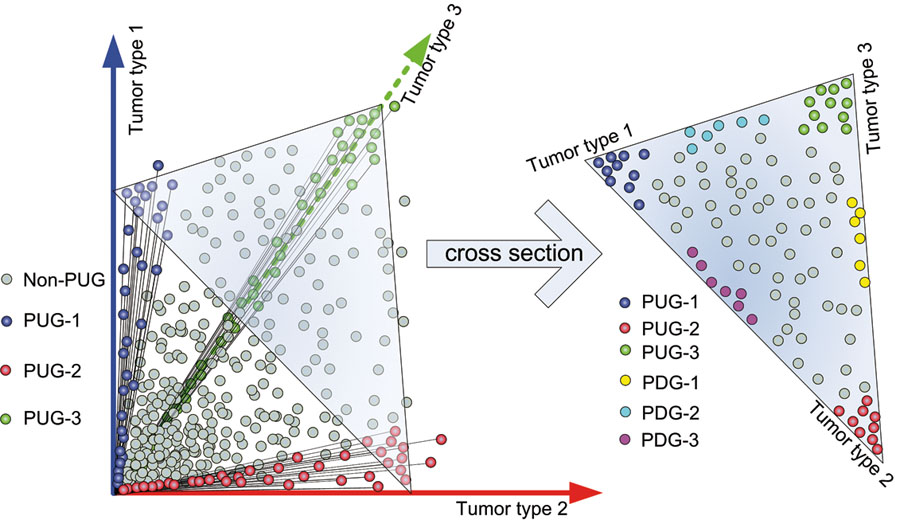 Tumor type 1
Tumor type 3
Tumor type 2
Non-PUG
PUG-1
PUG-2
PUG-3
cross section
Tumor type 1
Tumor type 3
Tumor type 2
PUG-1
PUG-2
PUG-3
PDG-1
PDG-2
PDG-3